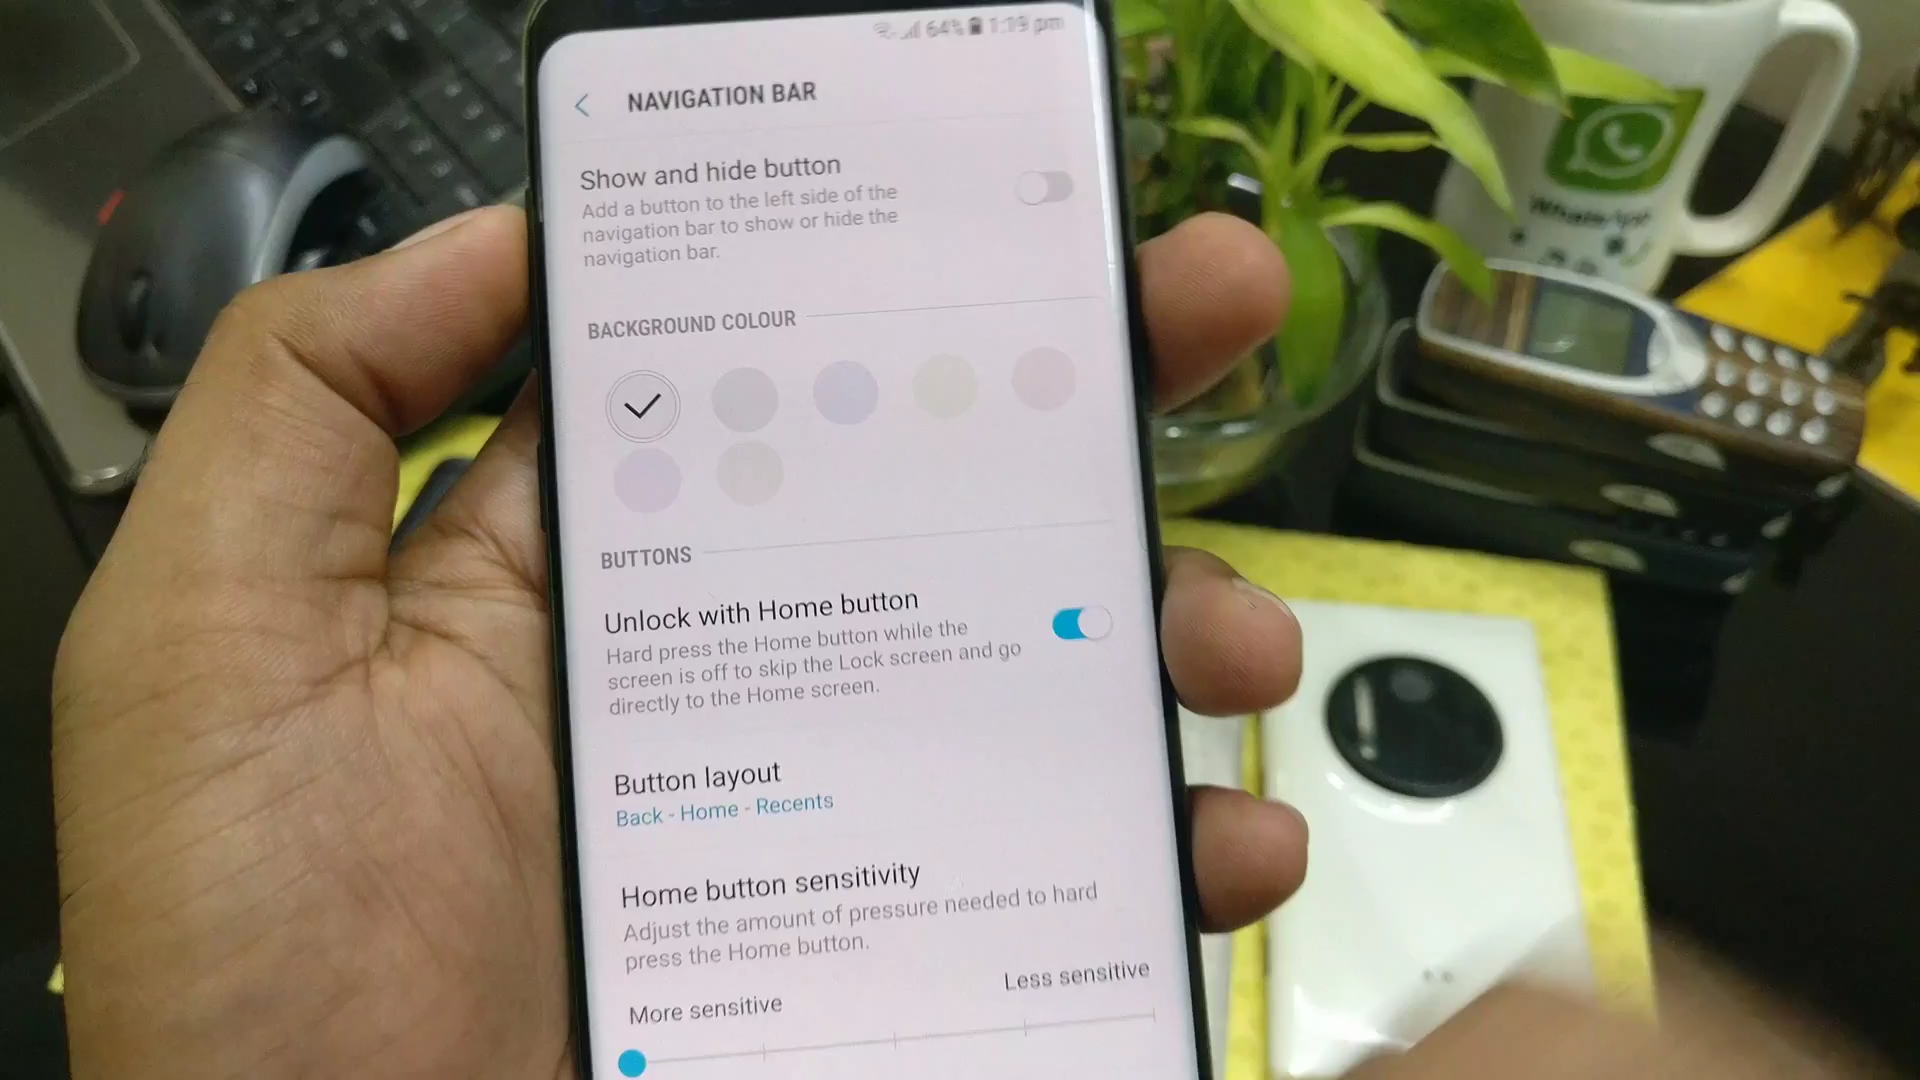 64% 1:19 pm
NAVIGATION BAR
Show and hide button
Add a button to the left side of the
navigation bar to show or hide the
navigation bar.
BACKGROUND COLOUR
BUTTONS
Unlock with Home button
Hard press the Home button while the
screen is off to skip the Lock screen and go
directly to the Home screen.
Button layout
Back - Home - Recents
Home button sensitivity
Adjust the amount of pressure needed to hard
press the Home button.
Less sensitive
More sensitive
WhatsApp